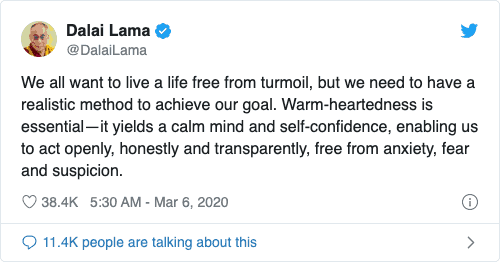 Dalai Lama
@DalaiLama
We all want to live a life free from turmoil, but we need to have a
realistic method to achieve our goal. Warm-heartedness is
essential—it yields a calm mind and self-confidence, enabling us
to act openly, honestly and transparently, free from anxiety, fear
and suspicion.
38.4K 5:30 AM - Mar 6, 2020
11.4K people are talking about this